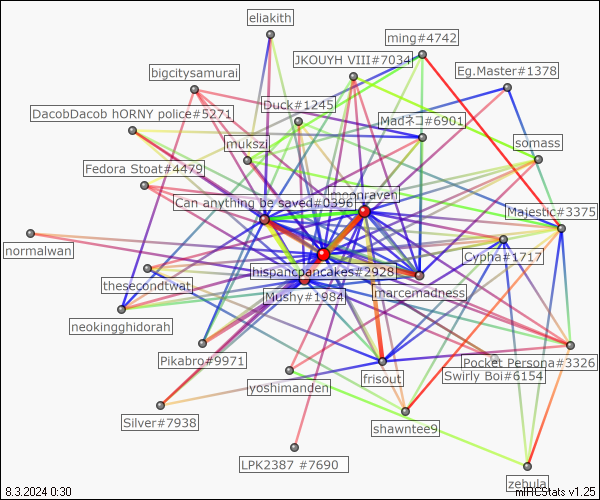 eliakith
ming#4742
JKOUYH VIII#7034
bigcitysamurai
Eg.Master#1378
Duck#1245
DacobDacob hORNY police#5271
Madネコ#6901
mukszi
somass
Fedora Stoat#4479
moonraven
Can anything be saved#0396
Majestic#3375
normalwan
Cypha#1717
hispancpancakes#2928
thesecondtwat
marcemadness
Mushy#1984
neokingghidorah
Pikabro#9971
Pocket Persona#3326
Swirly Boi#6154
frisout
yoshimanden
Silver#7938
shawntee9
LPK2387 #7690
zehula
8.3.2024 0:30
mIRCStats v1.25